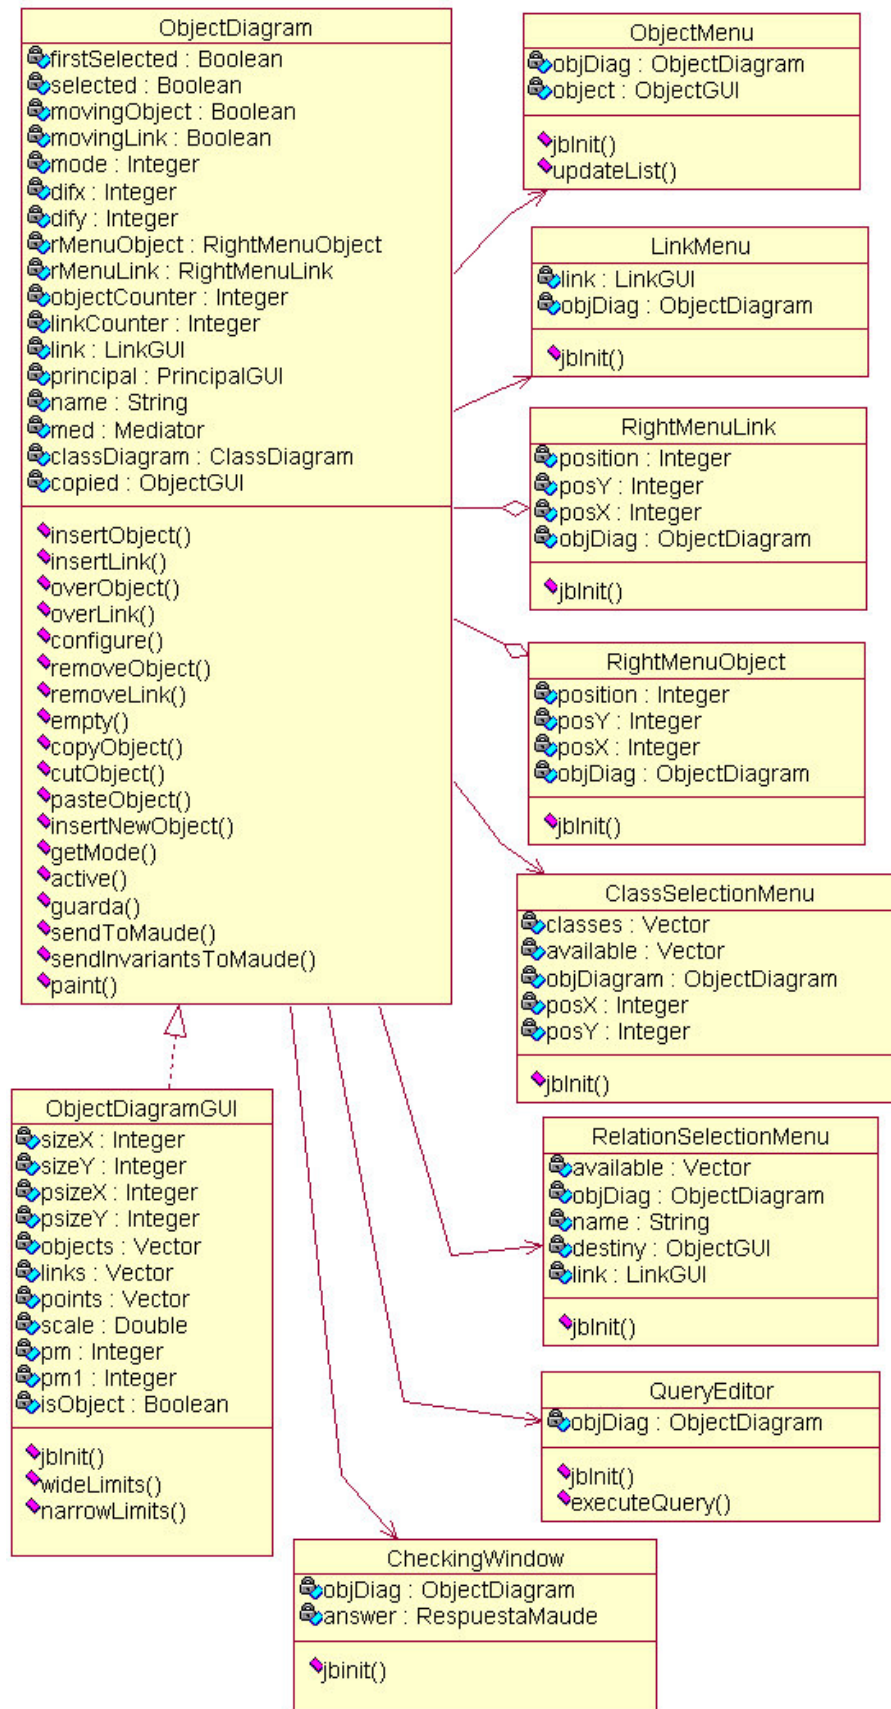 ObjectDiagram
firstSelected : Boolean
selected : Boolean
movingObject : Boolean
movingLink : Boolean
mode : Integer
difx : Integer
dify : Integer
rMenuObject : RightMenuObject
rMenuLink : RightMenuLink
objectCounter : Integer
linkCounter : Integer
link : LinkGUI
principal : PrincipalGUI
name : String
med : Mediator
classDiagram : ClassDiagram
copied : ObjectGUI
insertObject()
insertLink()
overObject()
overLink()
configure()
removeObject()
removeLink()
empty()
copyObject()
cutObject()
pasteObject()
insertNewObject()
getMode()
active()
guarda()
sendToMaude()
sendInvariantsToMaude()
paint()
ObjectMenu
objDiag : ObjectDiagram
object : ObjectGUI
jbInit()
updateList()
LinkMenu
link : LinkGUI
objDiag : ObjectDiagram
jbInit()
RightMenuLink
position : Integer
posY : Integer
posX : Integer
objDiag : ObjectDiagram
jbInit()
RightMenuObject
position : Integer
posY : Integer
posX : Integer
objDiag : ObjectDiagram
jbInit()
ClassSelectionMenu
classes : Vector
available : Vector
objDiagram : ObjectDiagram
posX : Integer
posY : Integer
jbInit()
ObjectDiagramGUI
sizeX : Integer
sizeY : Integer
psizeX : Integer
psizeY : Integer
objects : Vector
links : Vector
points : Vector
scale : Double
pm : Integer
pm1 : Integer
isObject : Boolean
jbInit()
wideLimits()
narrowLimits()
RelationSelectionMenu
available : Vector
objDiag : ObjectDiagram
name : String
destiny : ObjectGUI
link : LinkGUI
jbInit()
QueryEditor
objDiag : ObjectDiagram
jbInit()
executeQuery()
CheckingWindow
objDiag : ObjectDiagram
answer : RespuestaMaude
jbinit()